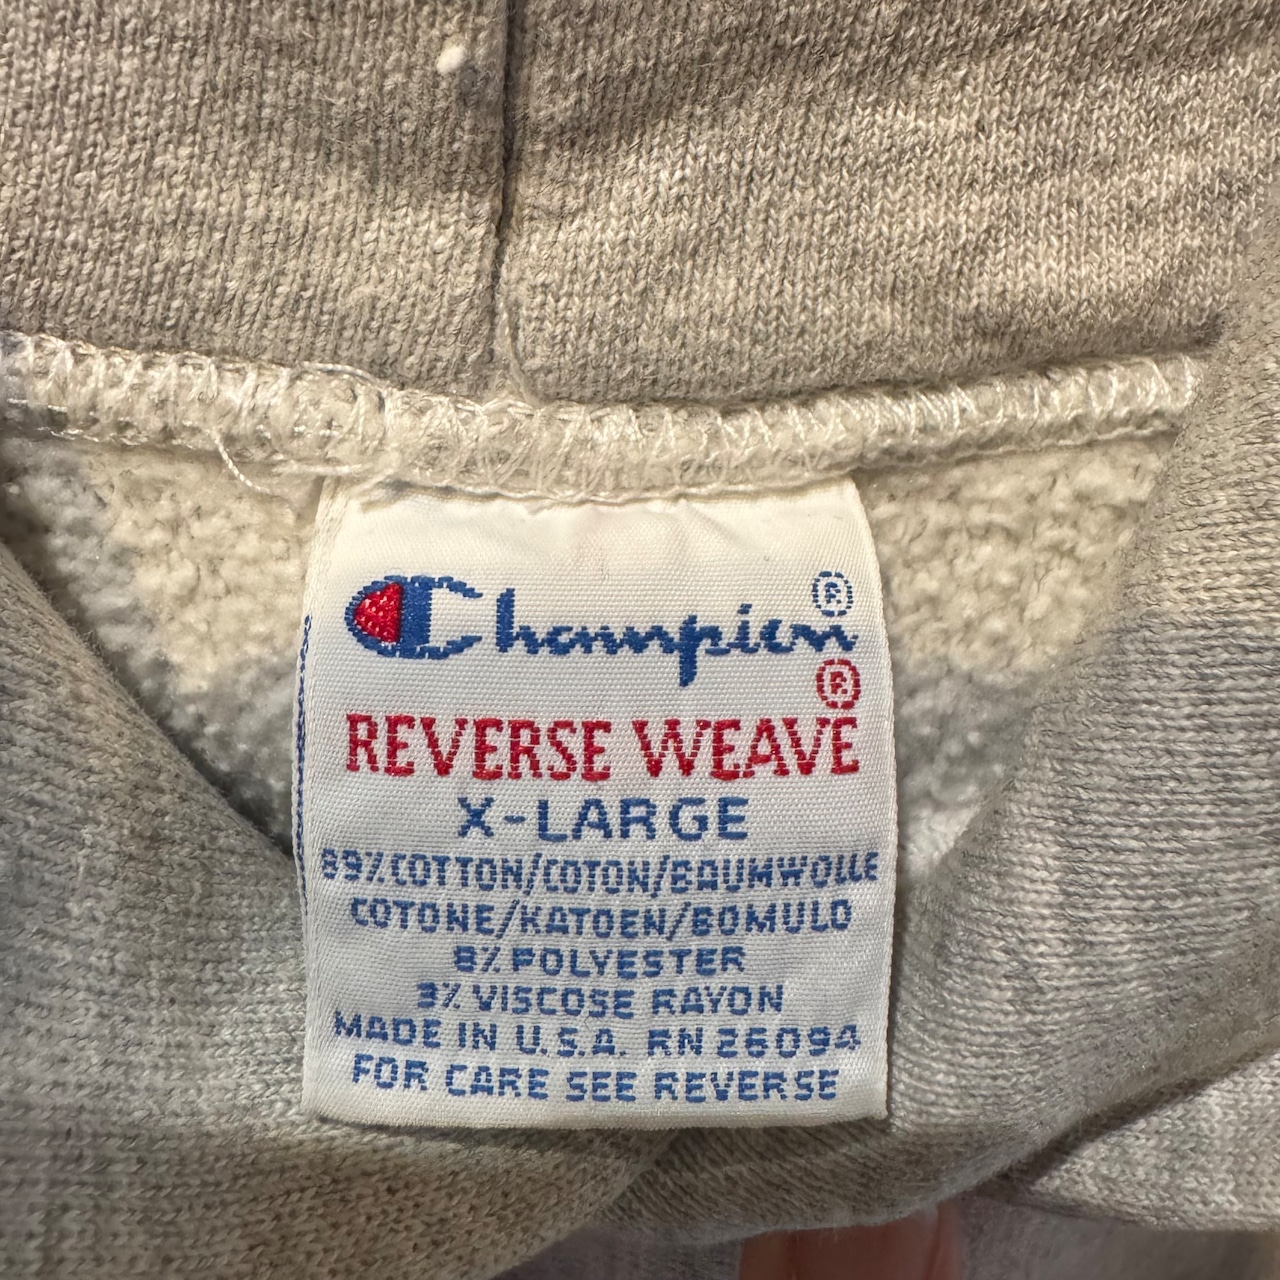 Champion®
REVERSE WEAVE®
X-LARGE
89% COTTON/COTON/BAUMWOLLE
COTONE/KATOEN/BOMULD
8% POLYESTER
3% VISCOSE RAYON
MADE IN U.S.A. RN 26094
FOR CARE SEE REVERSE